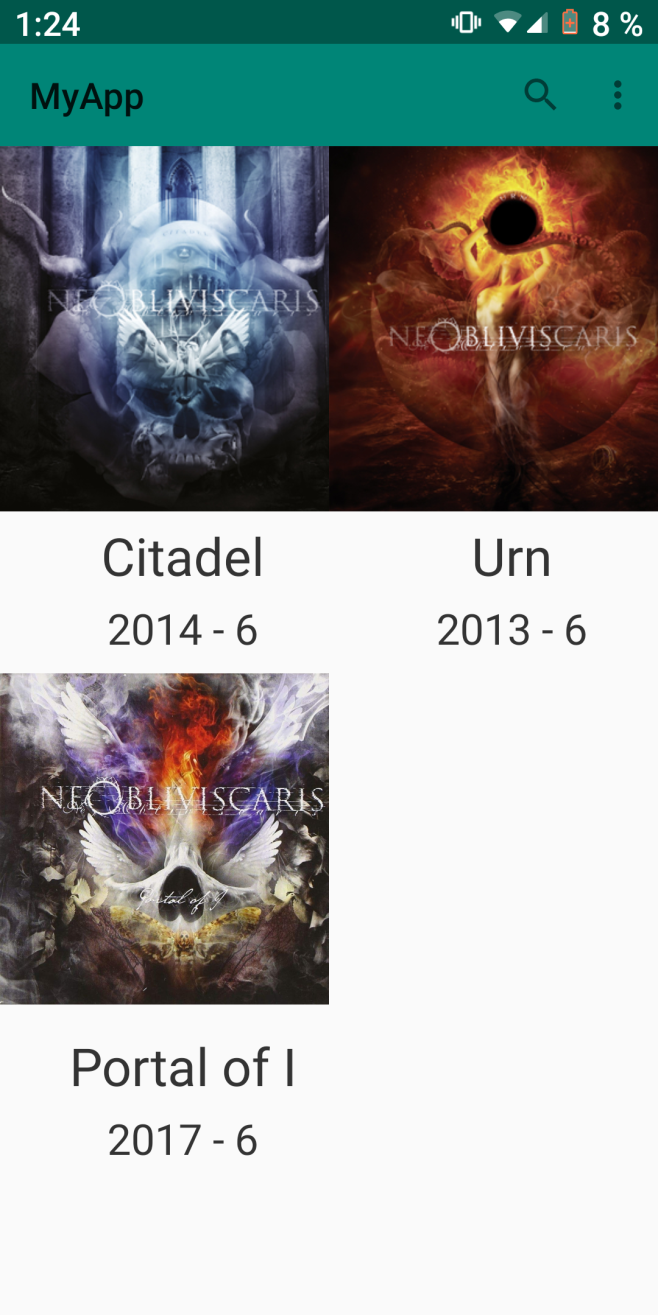 1:24 8 %
MyApp
NE OBLIVISCARIS
NE OBLIVISCARIS
Citadel
Urn
2014 - 6
2013 - 6
NE OBLIVISCARIS
Portal of I
Portal of I
2017 - 6